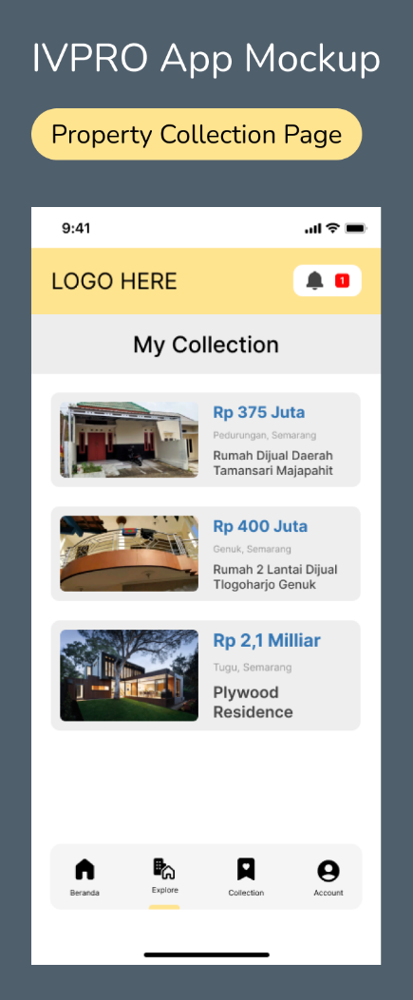 IVPRO App Mockup
Property Collection Page
9:41
LOGO HERE
1
My Collection
Rp 375 Juta
Pedurungan, Semarang
Rumah Dijual Daerah
Tamansari Majapahit
Rp 400 Juta
Genuk, Semarang
Rumah 2 Lantai Dijual
Tlogoharjo Genuk
Rp 2,1 Milliar
Tugu, Semarang
Plywood
Residence
Beranda
Explore
Collection
Account